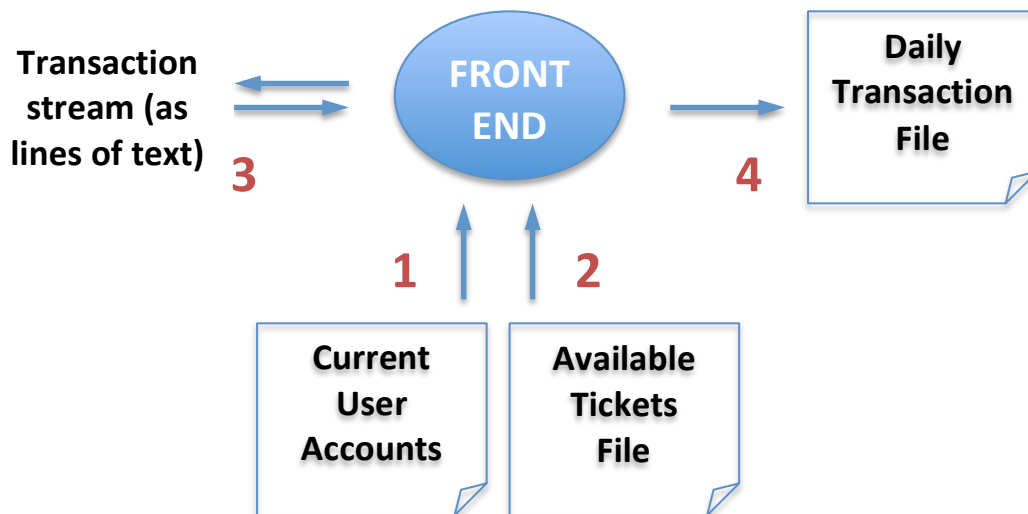 Transaction
stream (as
lines of text)
3
FRONT
END
4
Daily
Transaction
File
1
2
Current
User
Accounts
Available
Tickets
File